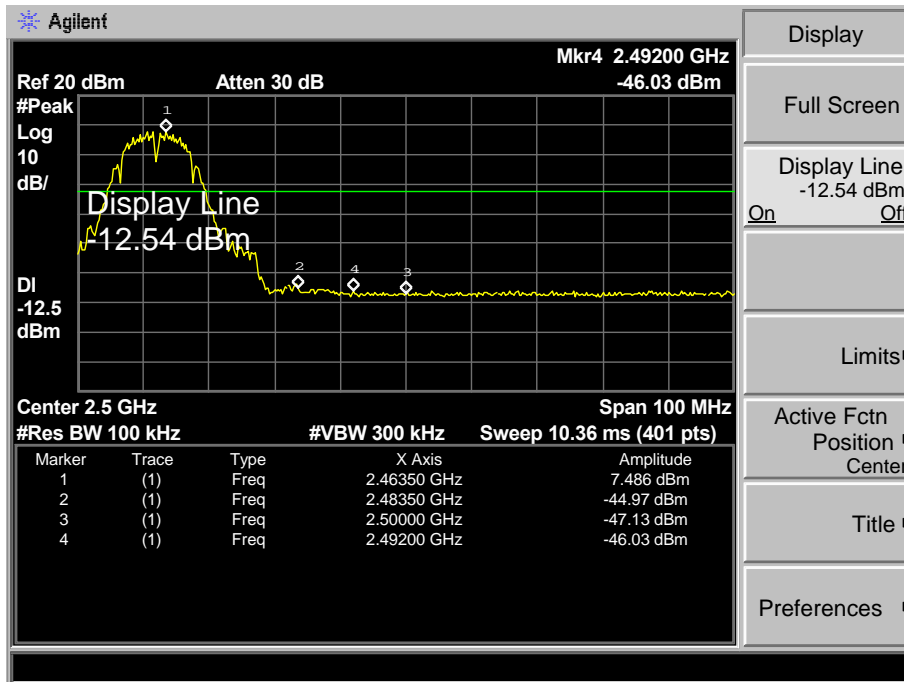 Agilent
Mkr4 2.49200 GHz
Ref 20 dBm Atten 30 dB -46.03 dBm
#Peak
Log
10
dB/
1
Display Line
-12.54 dBm
2 4 3
DI
-12.5
dBm
Center 2.5 GHz Span 100 MHz
#Res BW 100 kHz #VBW 300 kHz Sweep 10.36 ms (401 pts)
Marker Trace Type X Axis Amplitude
1 (1) Freq 2.46350 GHz 7.486 dBm
2 (1) Freq 2.48350 GHz -44.97 dBm
3 (1) Freq 2.50000 GHz -47.13 dBm
4 (1) Freq 2.49200 GHz -46.03 dBm
Display
Full Screen
Display Line
-12.54 dBm
On Off
Limits
Active Fctn
Position
Center
Title
Preferences